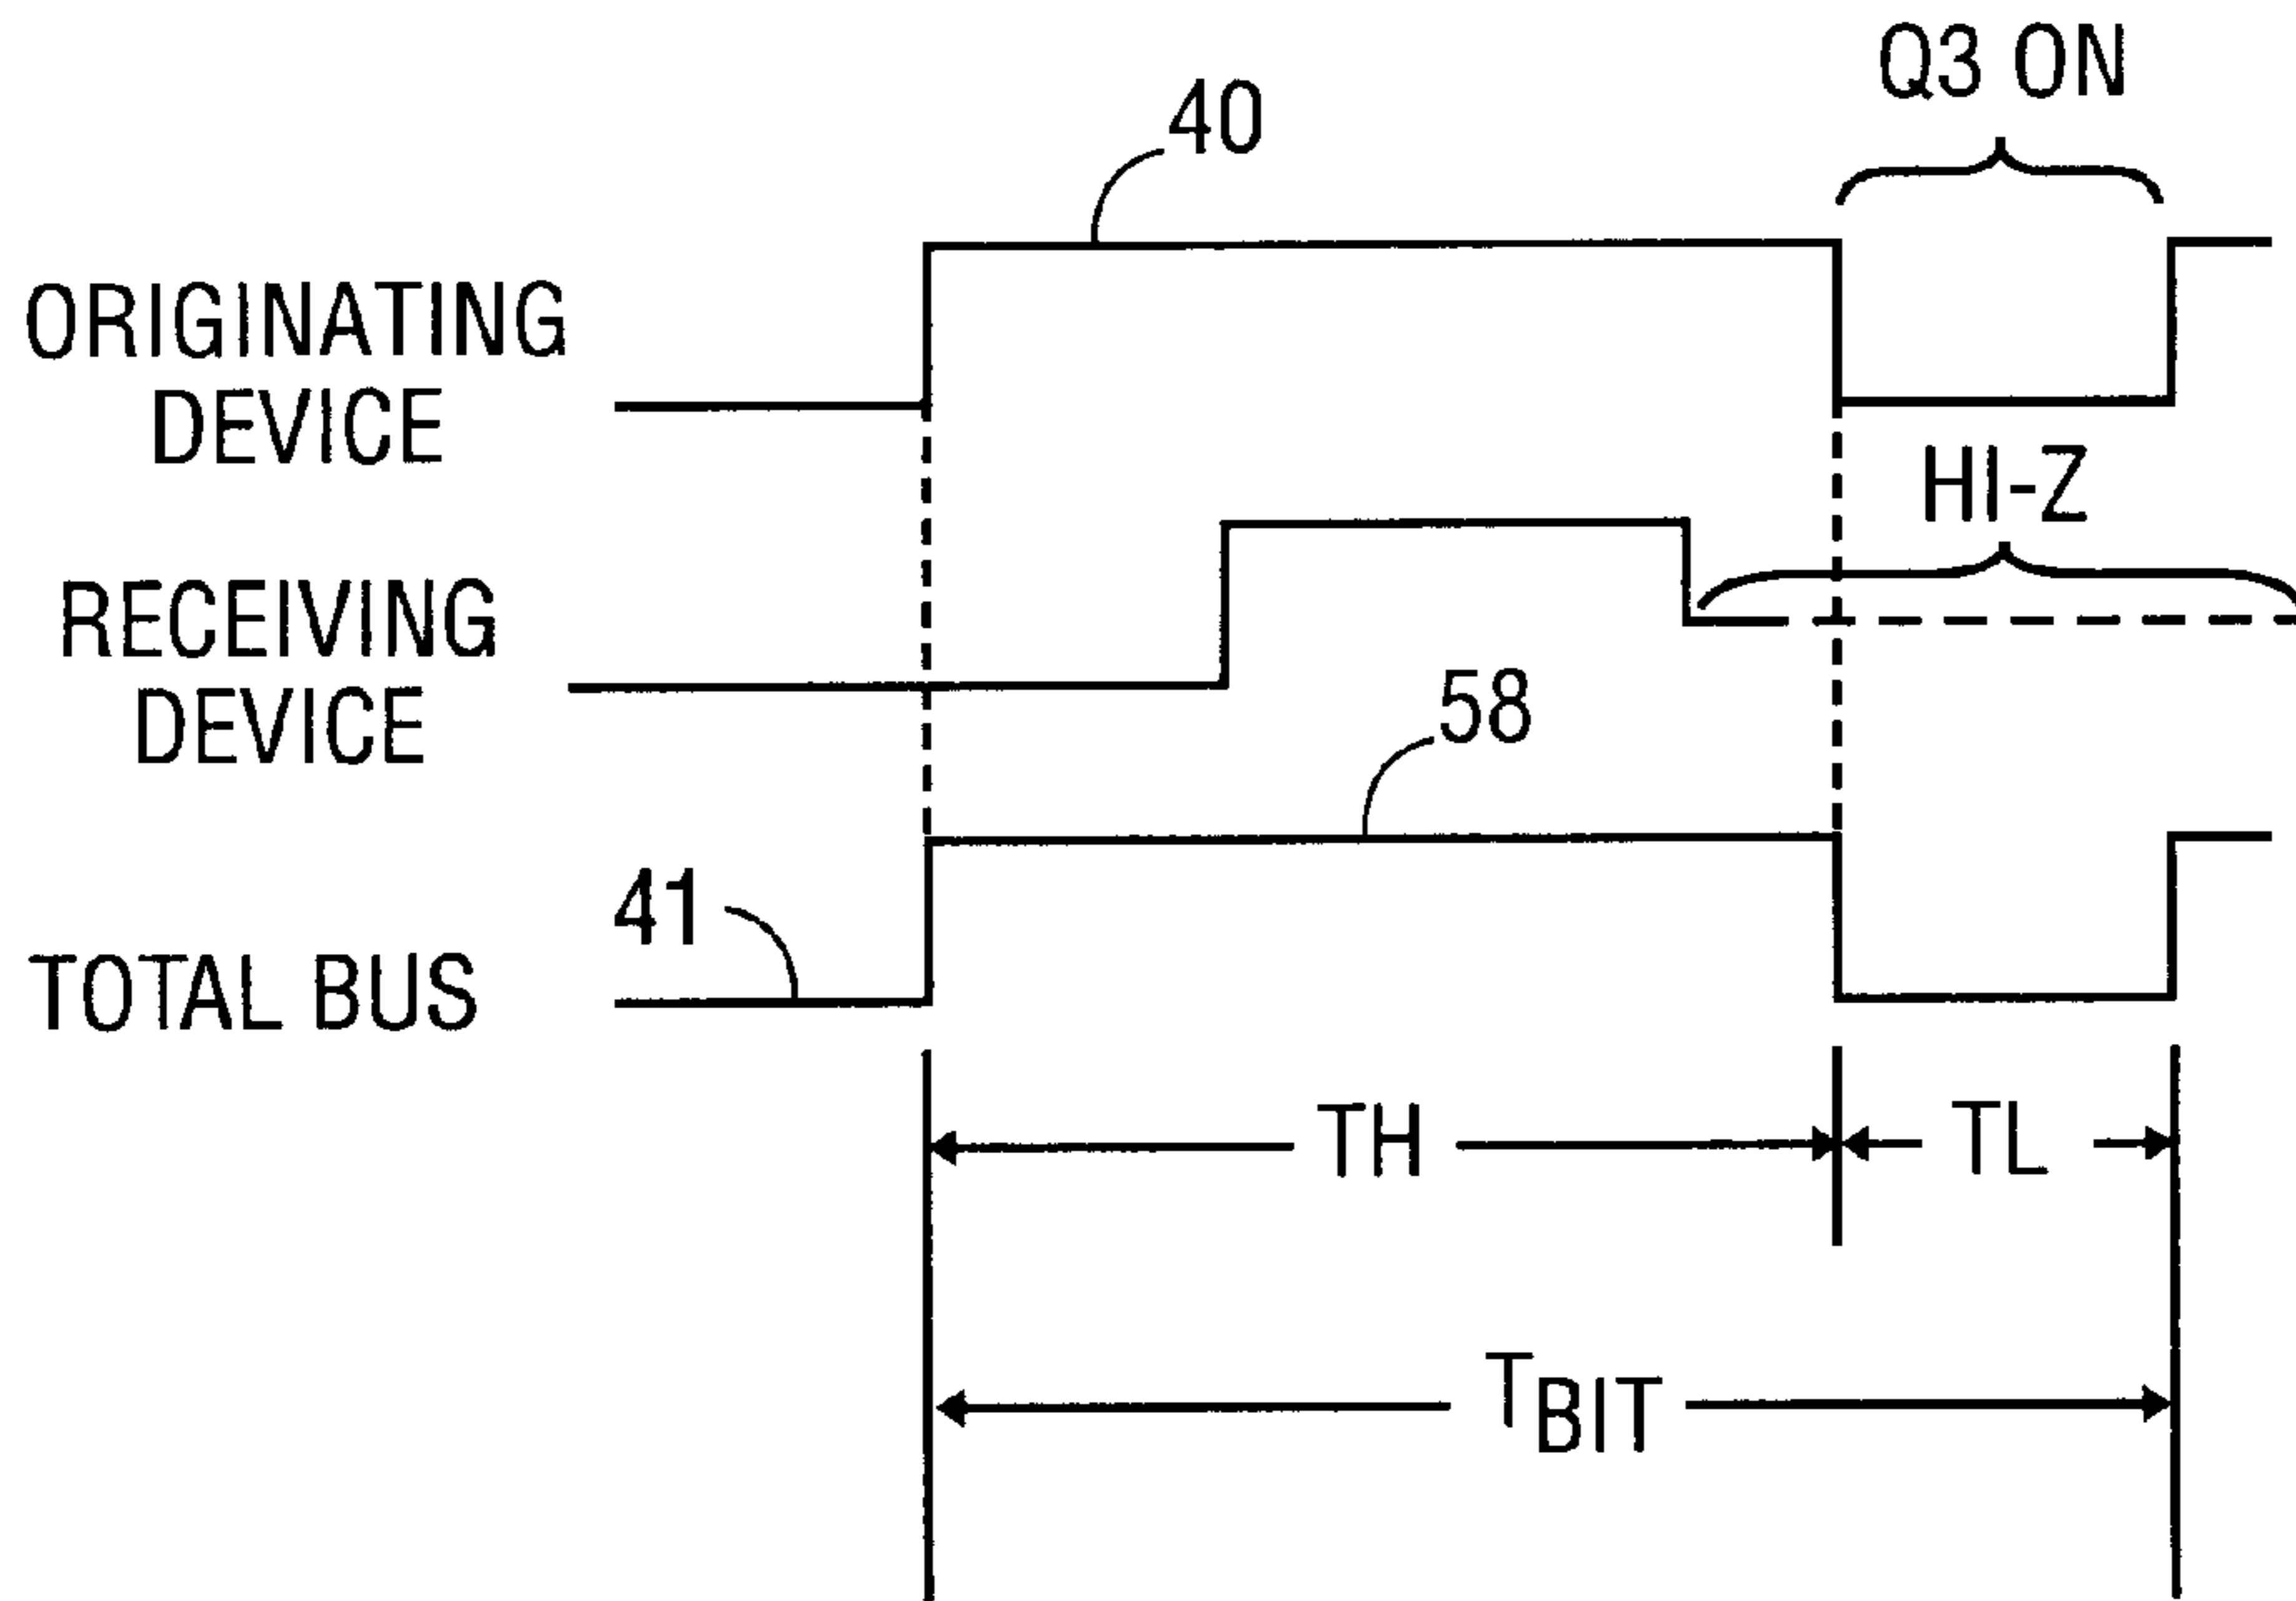 Q3 ON
40
ORIGINATING
DEVICE
HI-Z
RECEIVING
DEVICE
58
41
TOTAL BUS
TH
TL
TBIT